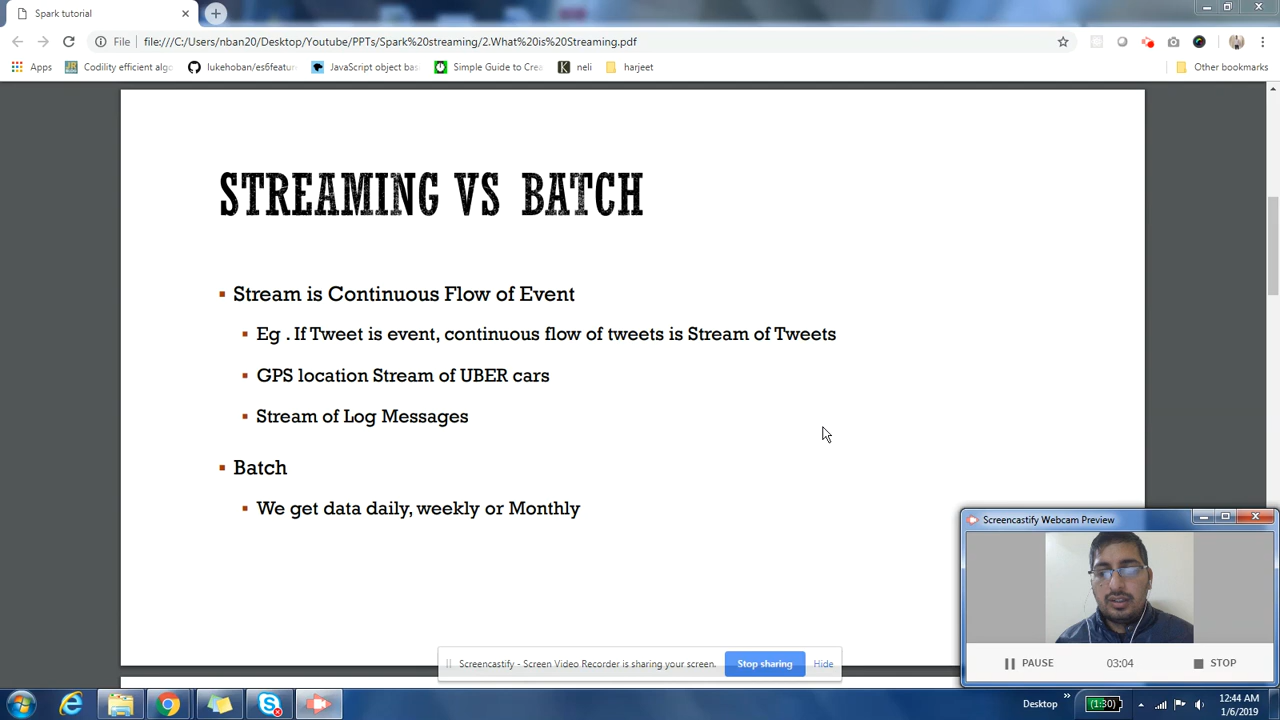 Spark tutorial
File
file:///C:/Users/nban20/Desktop/Youtube/PPTs/Spark%20streaming/2.What%20is%20Streaming.pdf
Apps
Codility efficient algo
lukehoban/es6featur
JavaScript object bas
Simple Guide to Crea
neli
harjeet
Other bookmarks
STREAMING VS BATCH
Stream is Continuous Flow of Event
Eg . If Tweet is event, continuous flow of tweets is Stream of Tweets
GPS location Stream of UBER cars
Stream of Log Messages
Batch
We get data daily, weekly or Monthly
Screencastify Webcam Preview
PAUSE
03:04
STOP
Screencastify - Screen Video Recorder is sharing your screen.
Stop sharing
Hide
Desktop
(1:30)
12:44 AM
1/6/2019